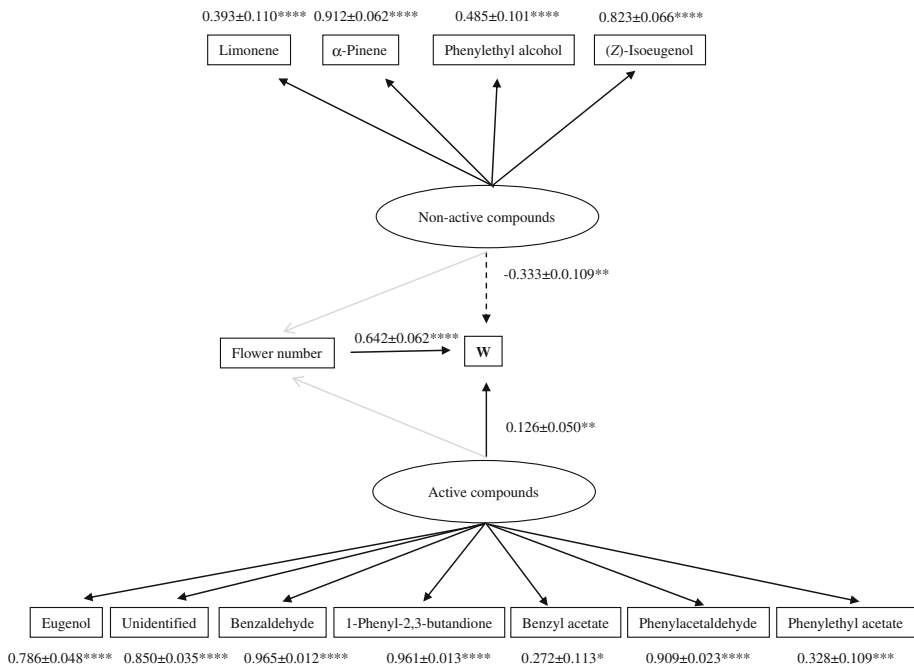 0.393±0.110**** 0.912±0.062**** 0.485±0.101**** 0.823±0.066****
Limonene α-Pinene Phenylethyl alcohol (Z)-Isoeugenol
Non-active compounds
-0.333±0.0.109**
0.642±0.062****
Flower number W
0.126±0.050**
Active compounds
Eugenol Unidentified Benzaldehyde 1-Phenyl-2,3-butandione Benzyl acetate Phenylacetaldehyde Phenylethyl acetate
0.786±0.048**** 0.850±0.035**** 0.965±0.012**** 0.961±0.013**** 0.272±0.113* 0.909±0.023**** 0.328±0.109***